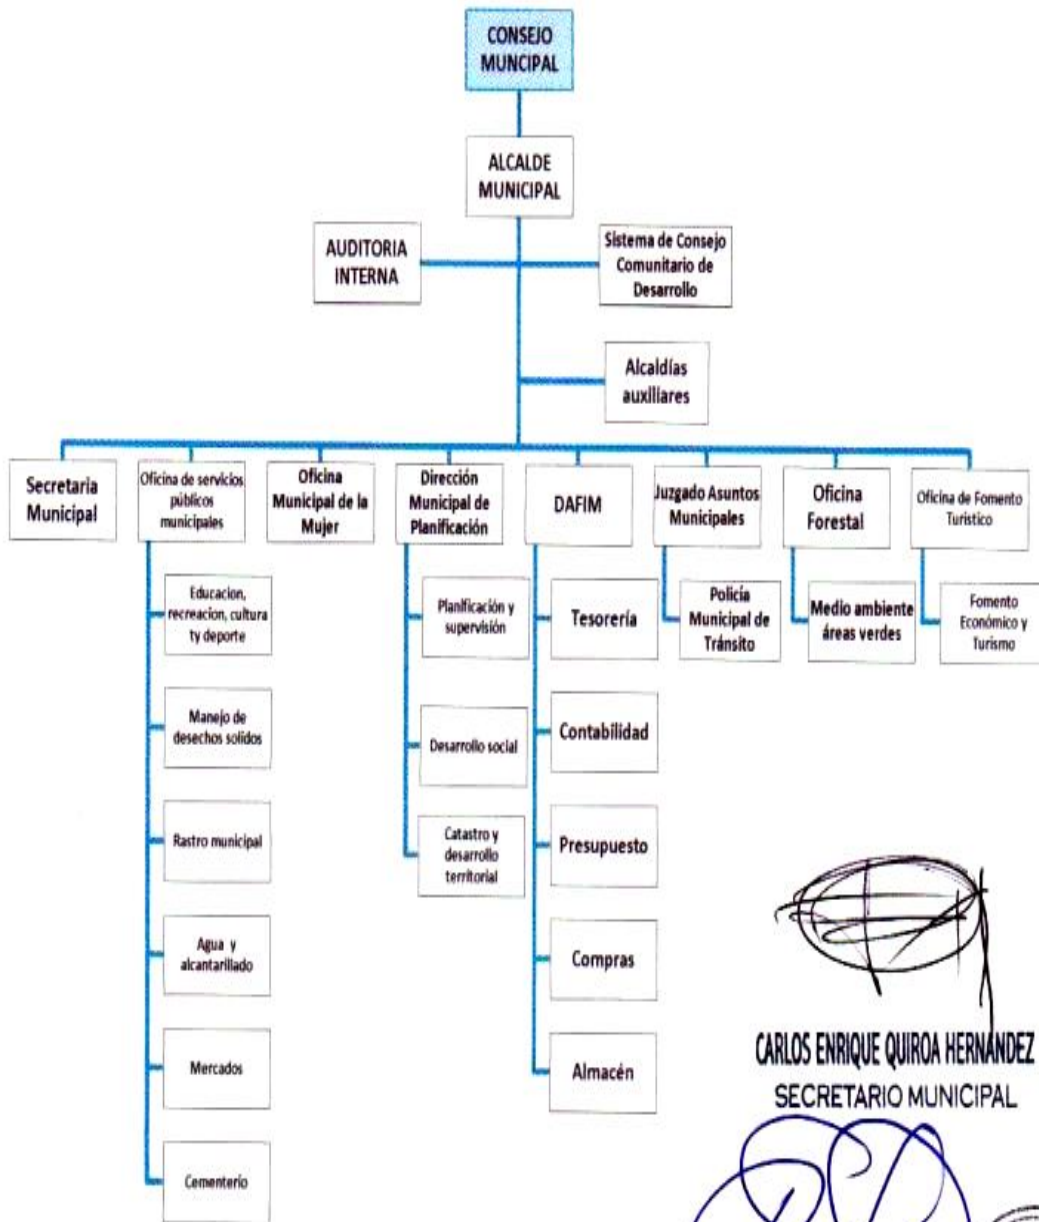 CONSEJO
MUNCIPAL
ALCALDE
MUNICIPAL
AUDITORIA
INTERNA
Sistema de Consejo
Comunitario de
Desarrollo
Alcaldías
auxiliares
Secretaria
Municipal
Oficina de servicios
públicos
municipales
Oficina
Municipal de la
Mujer
Dirección
Municipal de
Planificación
DAFIM
Juzgado Asuntos
Municipales
Oficina
Forestal
Oficina de Fomento
Turistico
Educacion,
recreacion, cultura
ty deporte
Manejo de
desechos solidos
Rastro municipal
Agua y
alcantarillado
Mercados
Cementerio
Planificación y
supervisión
Desarrollo social
Catastro y
desarrollo
territorial
Tesorería
Contabilidad
Presupuesto
Compras
Almacén
Policía
Municipal de
Tránsito
Medio ambiente
áreas verdes
Fomento
Económico y
Turismo
CARLOS ENRIQUE QUIROA HERNÁNDEZ
SECRETARIO MUNICIPAL